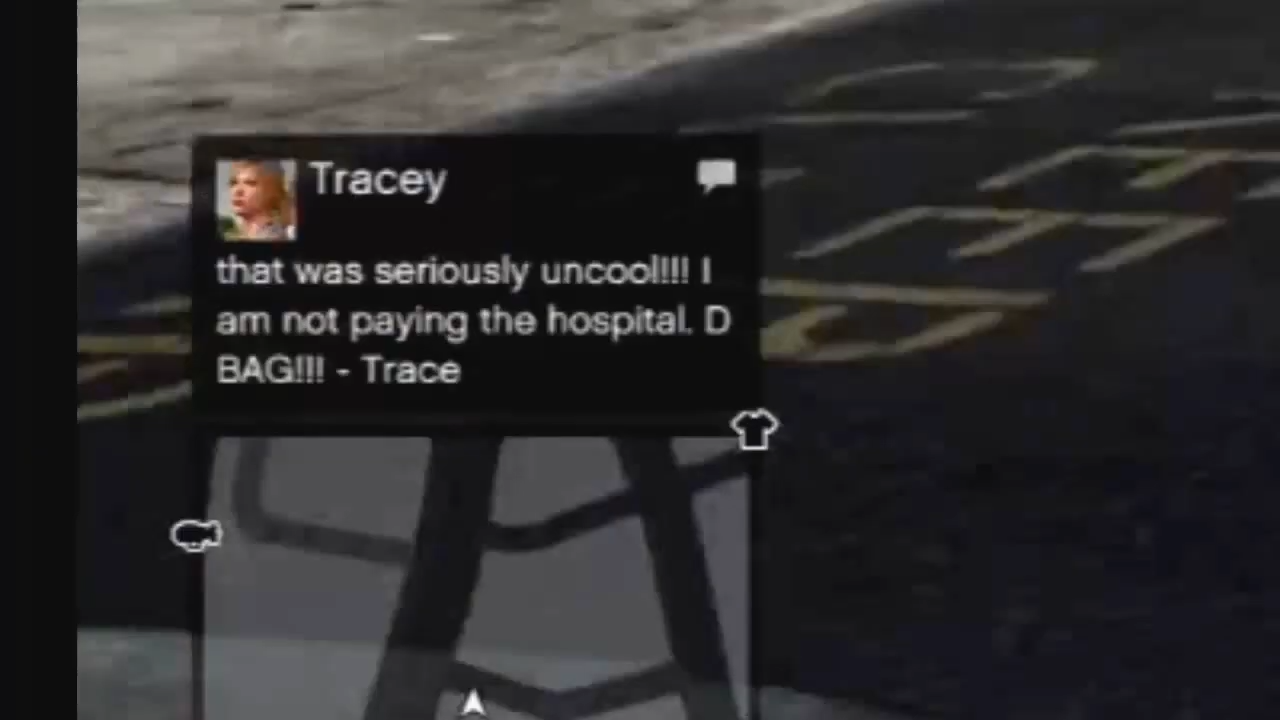 Tracey
that was seriously uncool!!! I
am not paying the hospital. D
BAG!!! - Trace